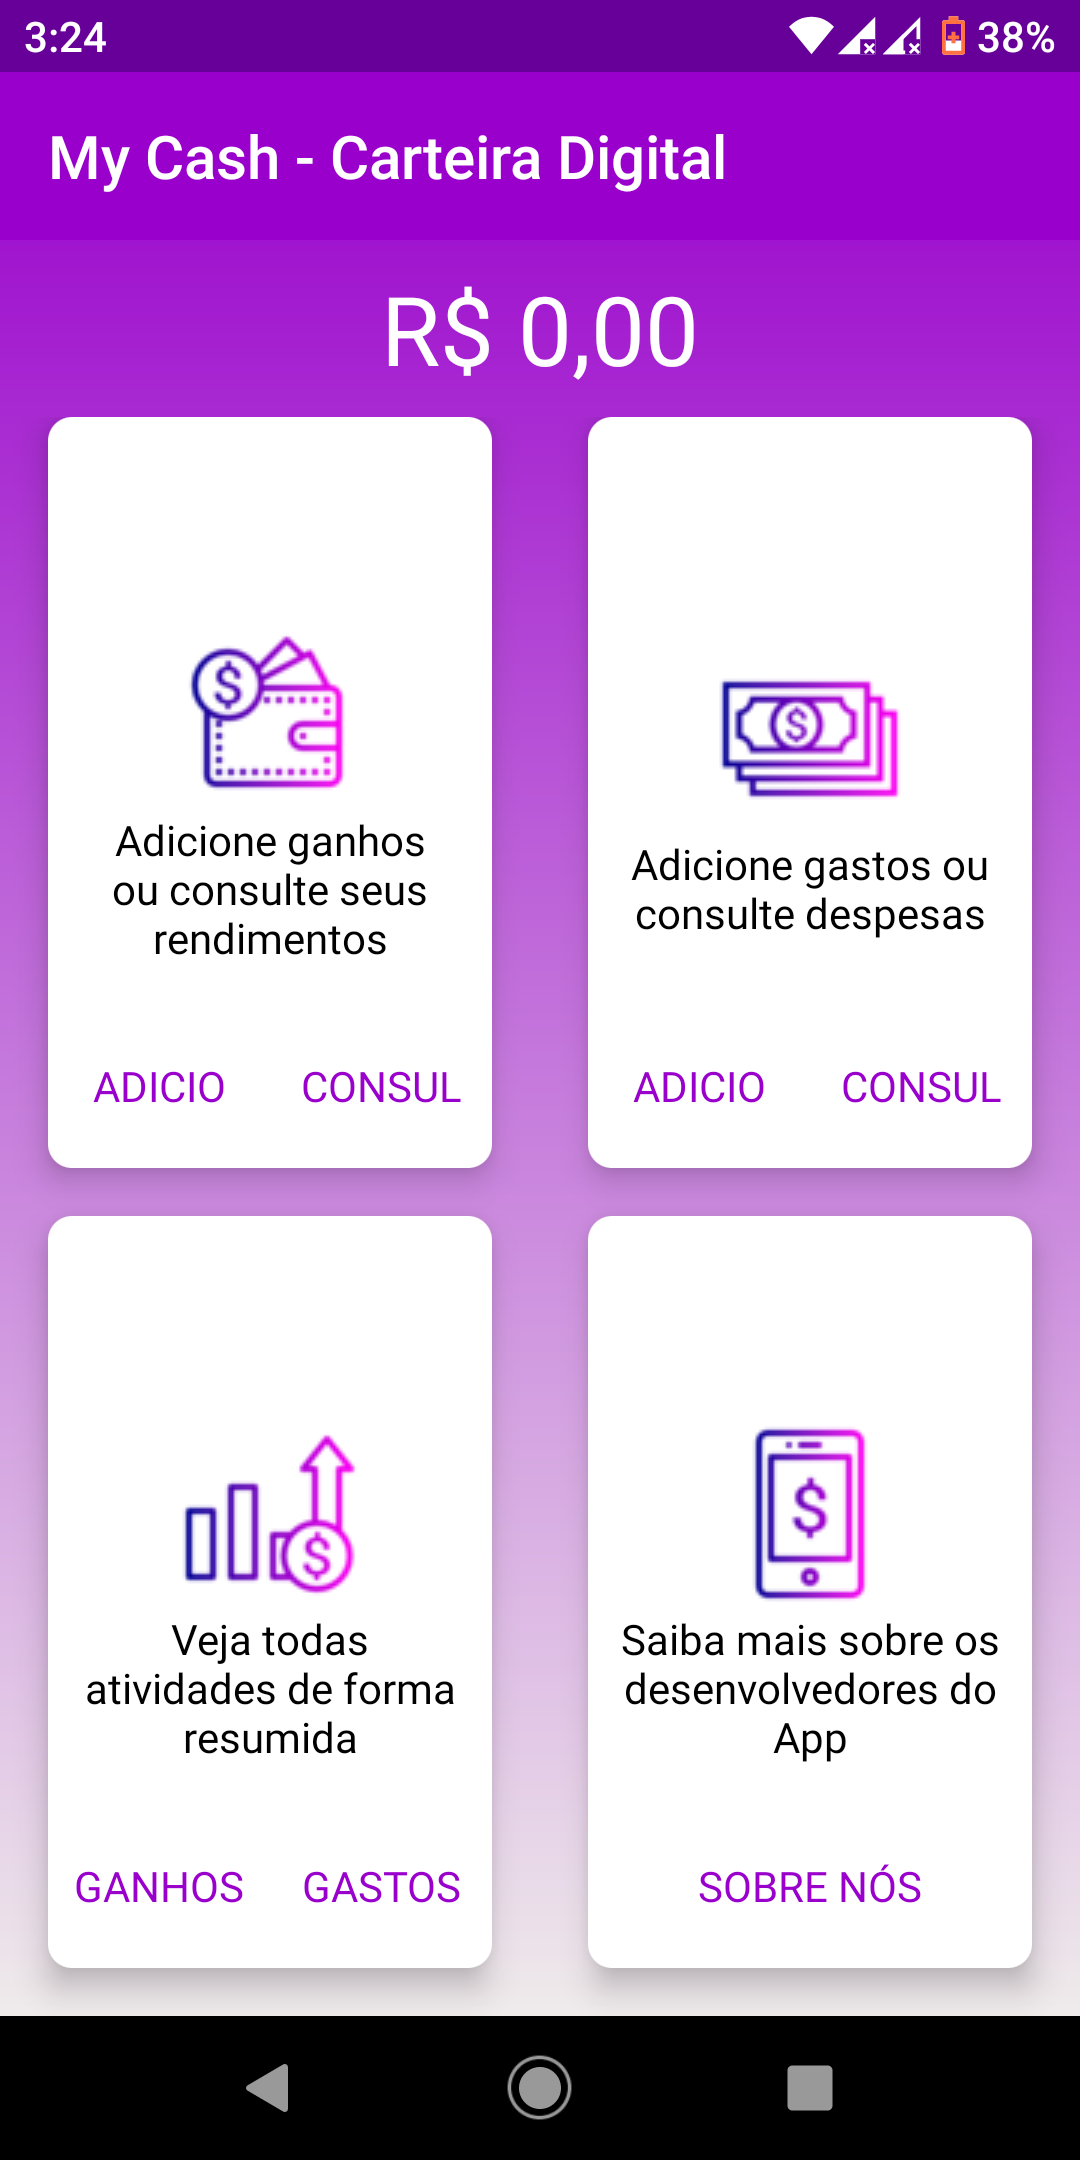 3:24 38%
My Cash - Carteira Digital
R$ 0,00
Adicione ganhos
ou consulte seus
rendimentos
ADICIO CONSUL
Adicione gastos ou
consulte despesas
ADICIO CONSUL
Veja todas
atividades de forma
resumida
GANHOS GASTOS
Saiba mais sobre os
desenvolvedores do
App
SOBRE NÓS